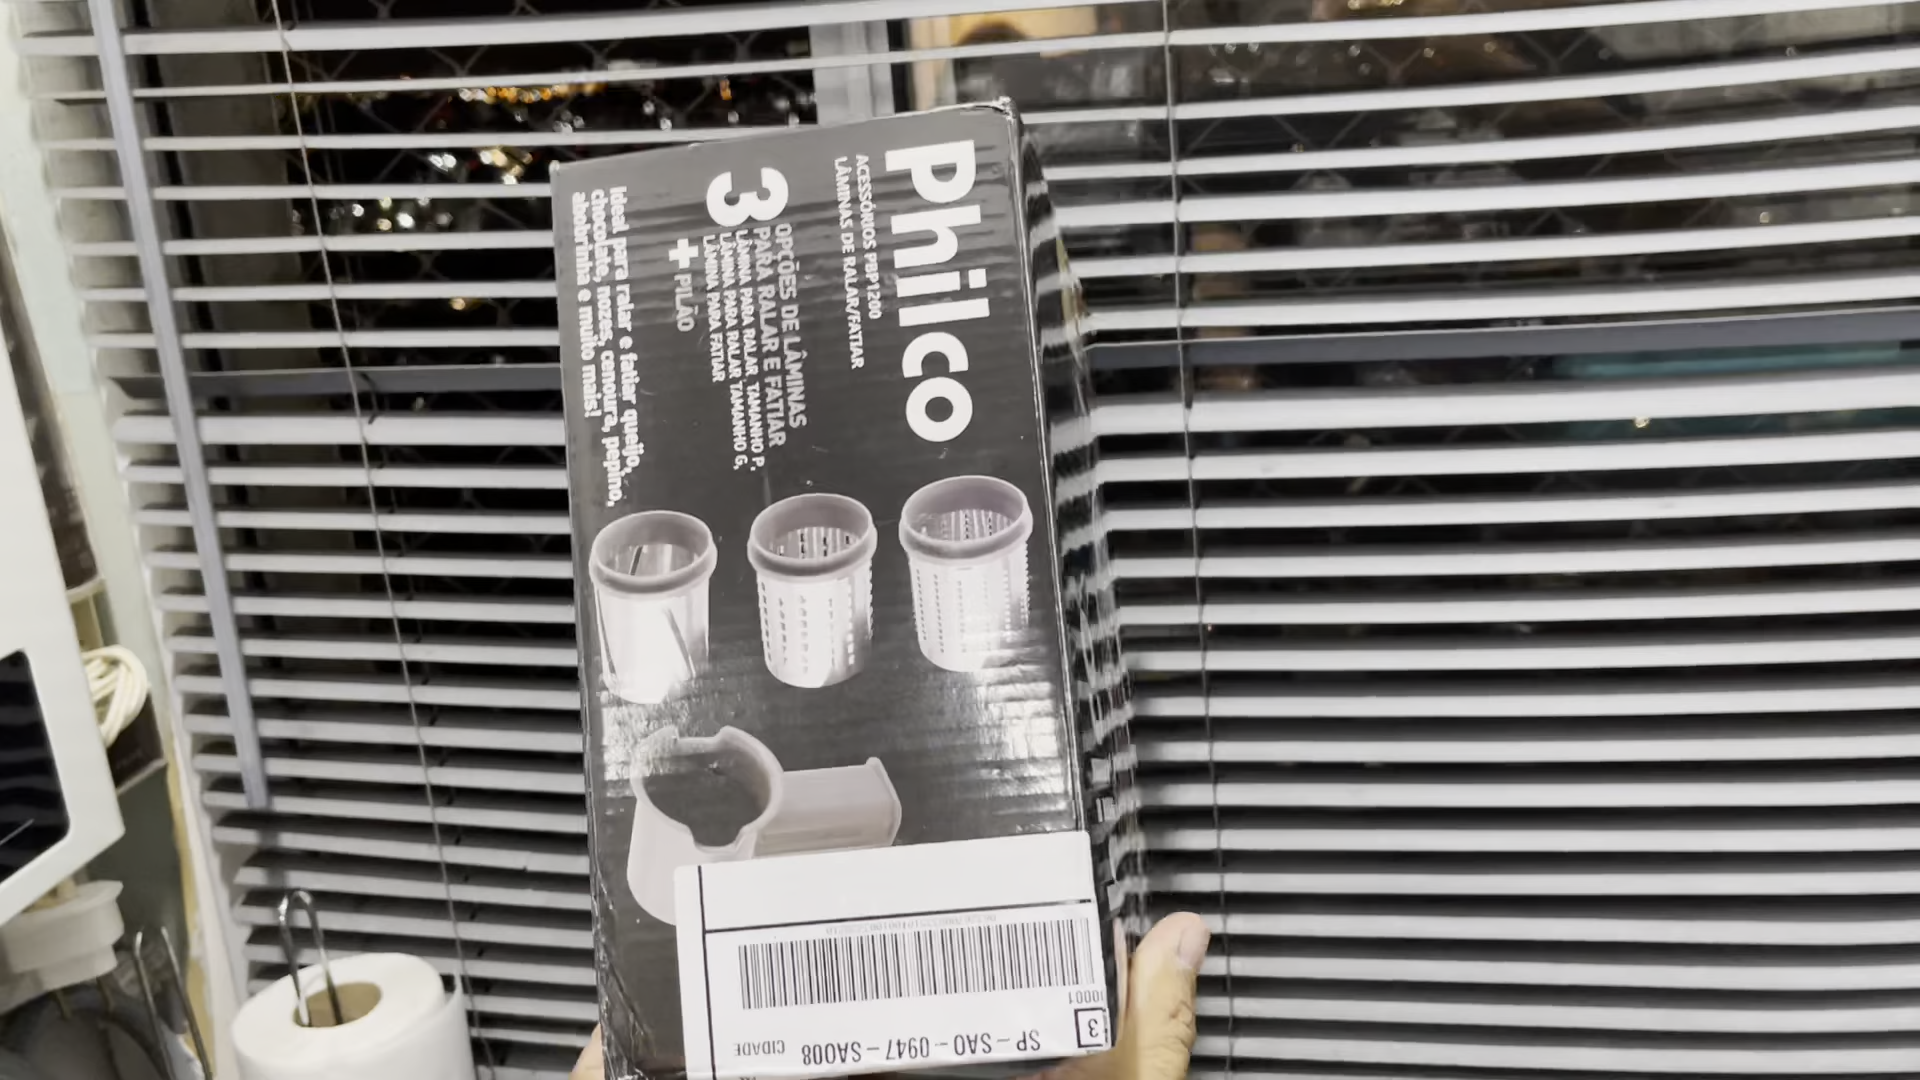 Philco
ACESSÓRIOS PBP1200
LÂMINAS DE RALAR/FATIAR
3 OPÇÕES DE LÂMINAS
PARA RALAR E FATIAR
LÂMINA PARA RALAR TAMANHO P,
LÂMINA PARA RALAR TAMANHO G,
LÂMINA PARA FATIAR
+ PILÃO
Ideal para ralar e fatiar queijo,
chocolate, nozes, cenoura, pepino,
abobrinha e muito mais!
3
SP-SAO-0947-SA008
CIDADE